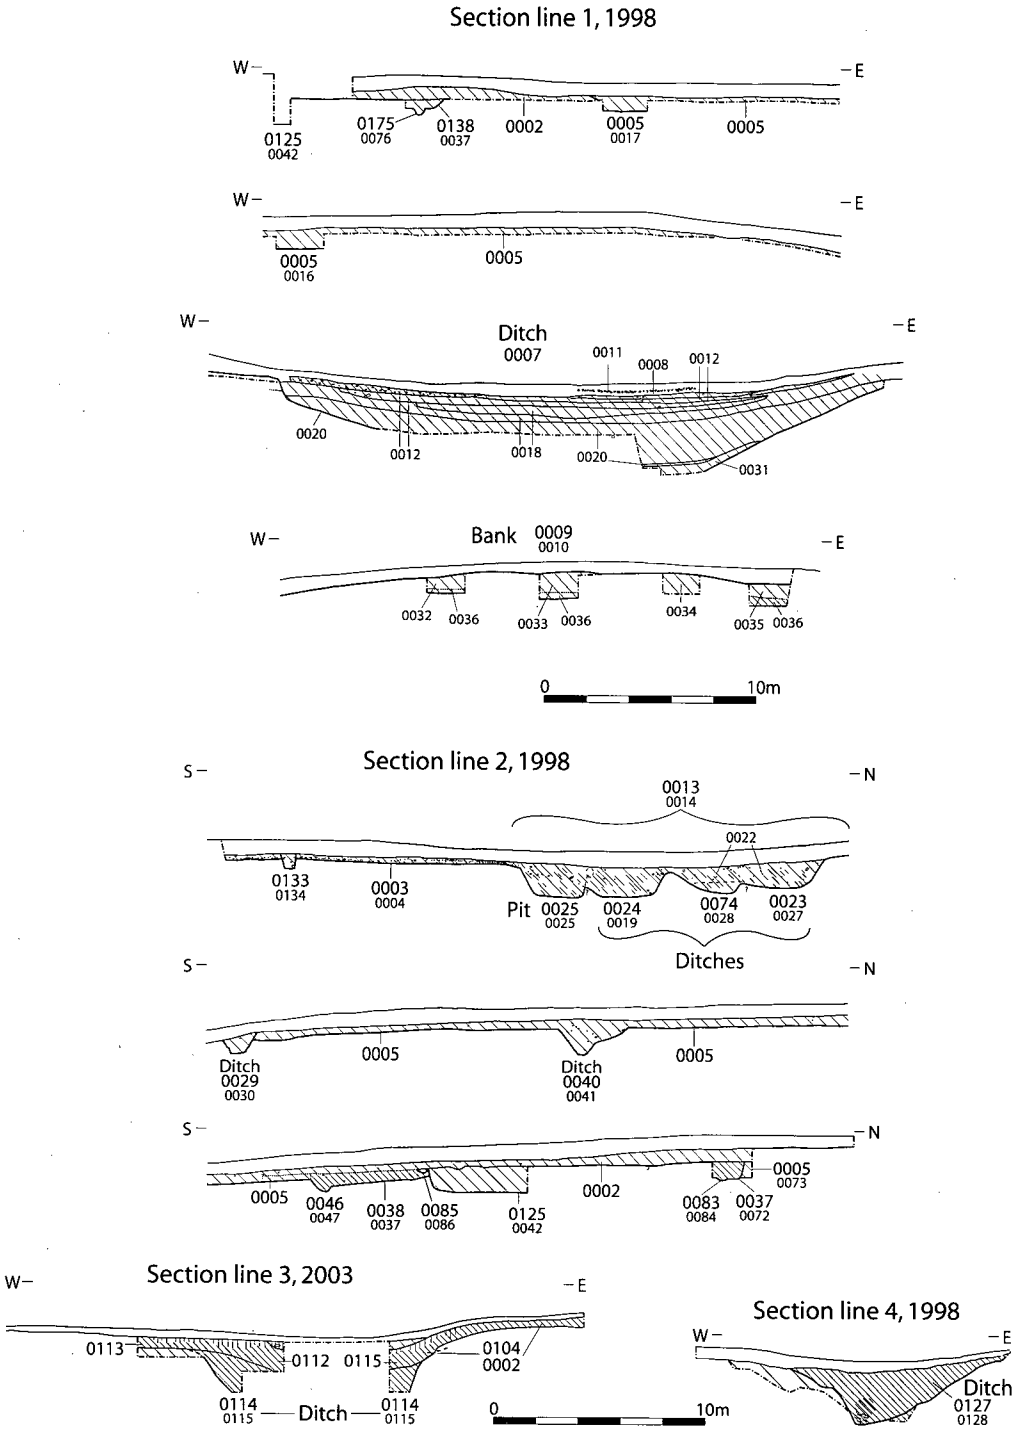 Section line 1, 1998
W
E
0175
0076
0138
0037
0002
0005
0017
0005
0125
0042
W
E
0005
0016
0005
W
E
Ditch
0007
0011
0008
0012
0020
0012
0018
0020
0031
W
E
Bank 0009
0010
0032
0036
0033
0036
0034
0035
0036
0
10m
Section line 2, 1998
S
N
0013
0014
0022
0133
0134
0003
0004
Pit
0025
0025
0024
0019
0074
0028
0023
0027
Ditches
S
N
0005
0005
Ditch
0029
0030
Ditch
0040
0041
S
N
0005
0046
0047
0038
0037
0085
0086
0125
0042
0002
0083
0084
0037
0072
0005
0073
Section line 3, 2003
W
E
0113
0112
0115
0104
0002
0114
0115
Ditch
0114
0115
0
10m
Section line 4, 1998
W
E
Ditch
0127
0128